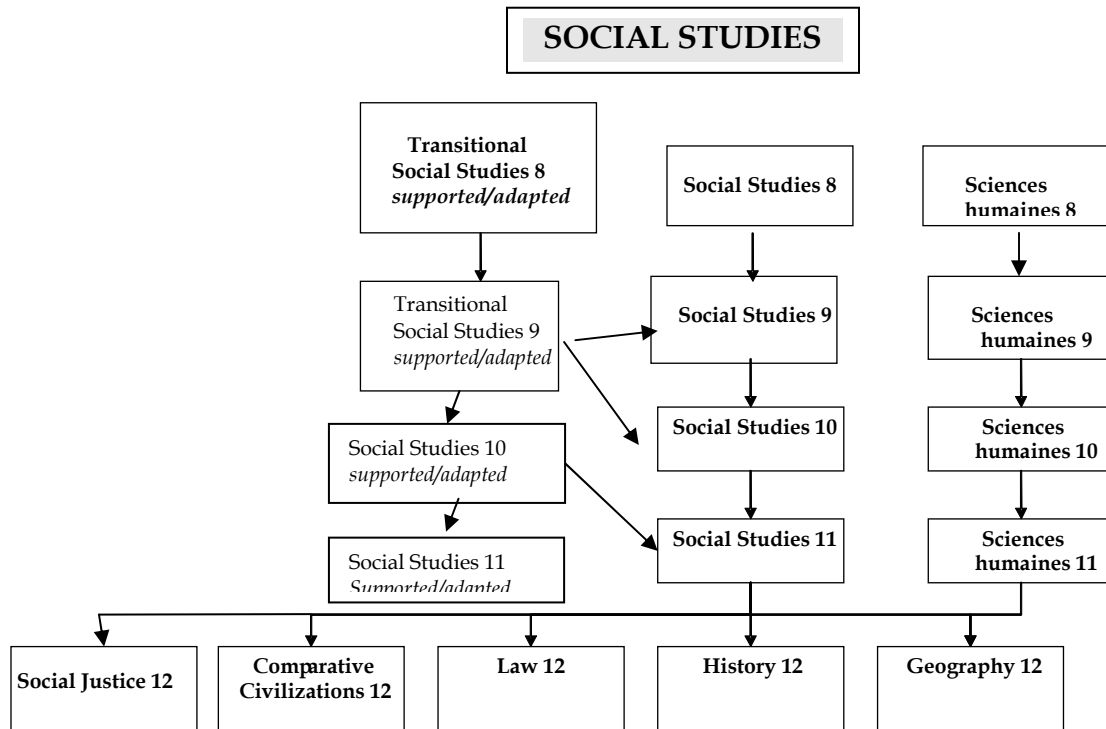 SOCIAL STUDIES
Transitional
Social Studies 8
supported/adapted
Social Studies 8
Sciences
humaines 8
Transitional
Social Studies 9
supported/adapted
Social Studies 9
Sciences
humaines 9
Social Studies 10
supported/adapted
Social Studies 10
Sciences
humaines 10
Social Studies 11
Supported/adapted
Social Studies 11
Sciences
humaines 11
Social Justice 12
Comparative
Civilizations 12
Law 12
History 12
Geography 12